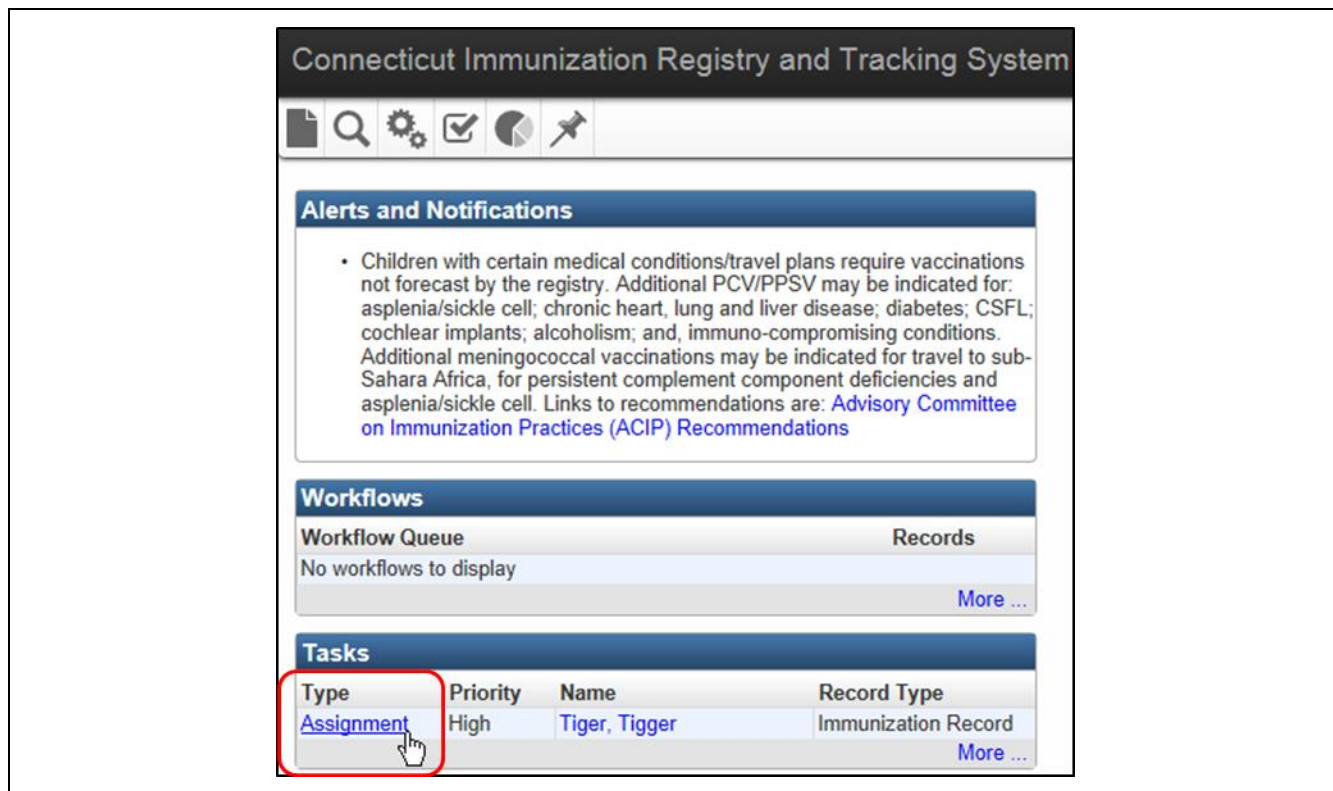 Connecticut Immunization Registry and Tracking System
Alerts and Notifications
• Children with certain medical conditions/travel plans require vaccinations
not forecast by the registry. Additional PCV/PPSV may be indicated for:
asplenia/sickle cell; chronic heart, lung and liver disease; diabetes; CSFL;
cochlear implants; alcoholism; and, immuno-compromising conditions.
Additional meningococcal vaccinations may be indicated for travel to sub-
Sahara Africa, for persistent complement component deficiencies and
asplenia/sickle cell. Links to recommendations are: Advisory Committee
on Immunization Practices (ACIP) Recommendations
Workflows
Workflow Queue Records
No workflows to display
More ...
Tasks
Type Priority Name Record Type
Assignment High Tiger, Tigger Immunization Record
More ...